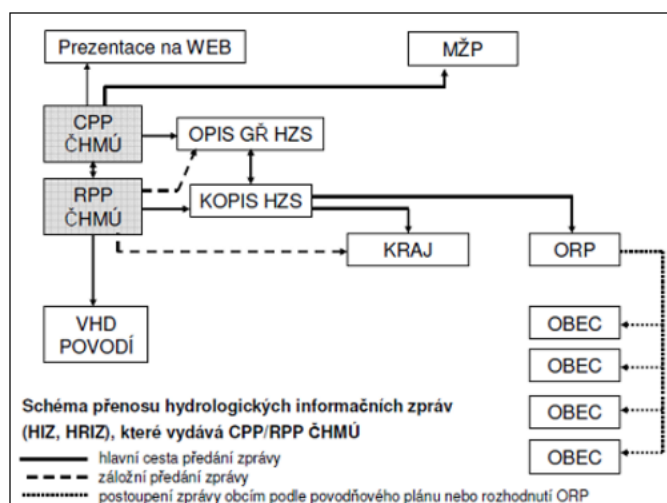 Prezentace na WEB
MŽP
CPP
ČHMÚ
OPIS GŘ HZS
RPP
ČHMÚ
KOPIS HZS
KRAJ
ORP
VHD
POVODÍ
OBEC
OBEC
OBEC
OBEC
Schéma přenosu hydrologických informačních zpráv
(HIZ, HRIZ), které vydává CPP/RPP ČHMÚ
hlavní cesta předání zprávy
záložní předání zprávy
postoupení zprávy obcím podle povodňového plánu nebo rozhodnutí ORP